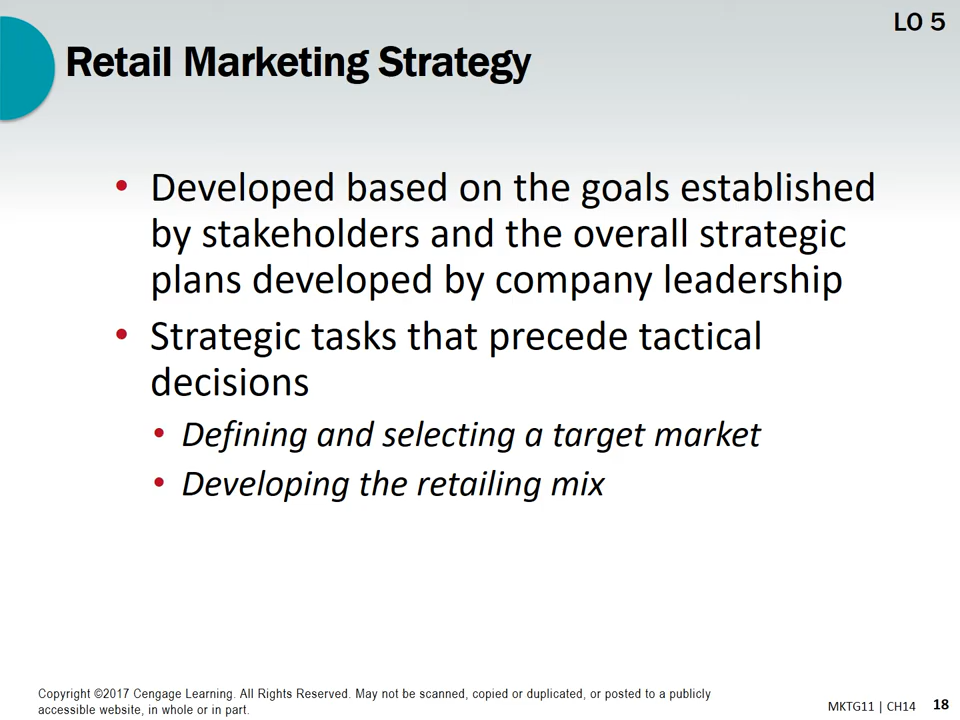 LO 5
Retail Marketing Strategy
• Developed based on the goals established
by stakeholders and the overall strategic
plans developed by company leadership
• Strategic tasks that precede tactical
decisions
• Defining and selecting a target market
• Developing the retailing mix
Copyright ©2017 Cengage Learning. All Rights Reserved. May not be scanned, copied or duplicated, or posted to a publicly
accessible website, in whole or in part.
MKTG11 | CH14 18